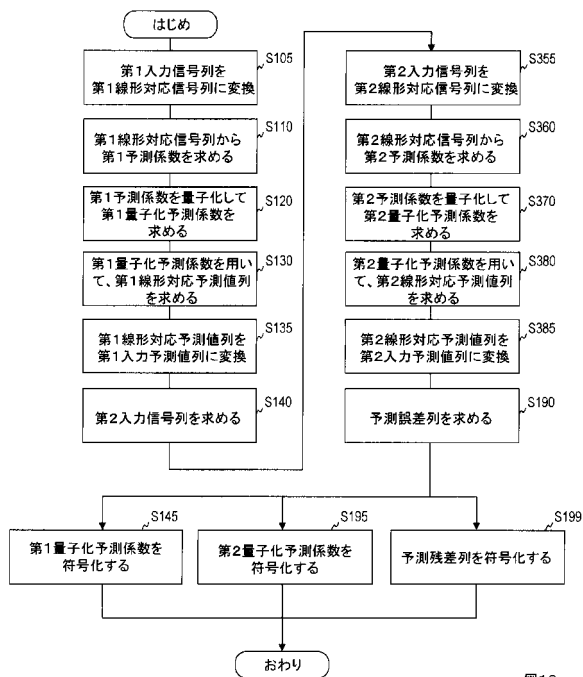 はじめ
S105
第1入力信号列を
第1線形対応信号列に変換
S110
第1線形対応信号列から
第1予測係数を求める
S120
第1予測係数を量子化して
第1量子化予測係数を
求める
S130
第1量子化予測係数を用い
て、第1線形対応予測値列
を求める
S135
第1線形対応予測値列を
第1入力予測値列に変換
S140
第2入力信号列を求める
S355
第2入力信号列を
第2線形対応信号列に変換
S360
第2線形対応信号列から
第2予測係数を求める
S370
第2予測係数を量子化して
第2量子化予測係数を
求める
S380
第2量子化予測係数を用い
て、第2線形対応予測値列
を求める
S385
第2線形対応予測値列を
第2入力予測値列に変換
S190
予測誤差列を求める
S145
第1量子化予測係数を
符号化する
S195
第2量子化予測係数を
符号化する
S199
予測残差列を符号化する
おわり